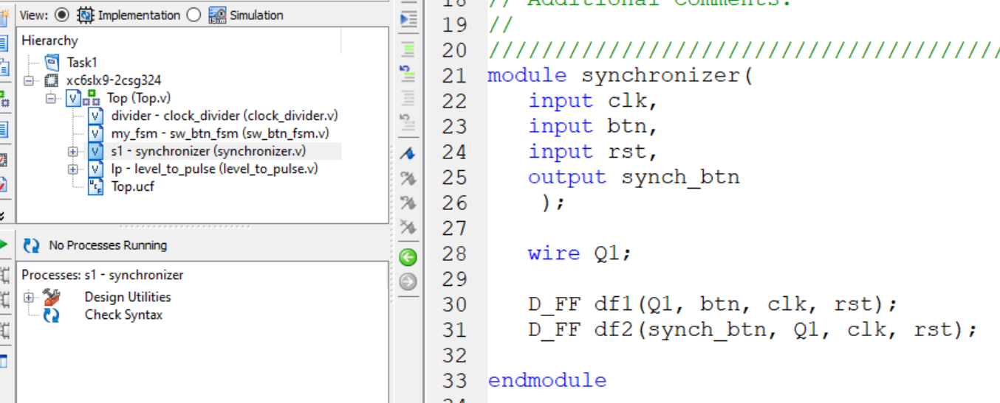 View: Implementation Simulation
Hierarchy
Task1
xc6slx9-2csg324
Top (Top.v)
divider - clock_divider (clock_divider.v)
my_fsm - sw_btn_fsm (sw_btn_fsm.v)
s1 - synchronizer (synchronizer.v)
lp - level_to_pulse (level_to_pulse.v)
Top.ucf
No Processes Running
Processes: s1 - synchronizer
Design Utilities
Check Syntax
18 // Additional Comments:
19 //
20 ///////////////////////////////////////
21 module synchronizer(
22 input clk,
23 input btn,
24 input rst,
25 output synch_btn
26 );
27
28 wire Q1;
29
30 D_FF df1(Q1, btn, clk, rst);
31 D_FF df2(synch_btn, Q1, clk, rst);
32
33 endmodule